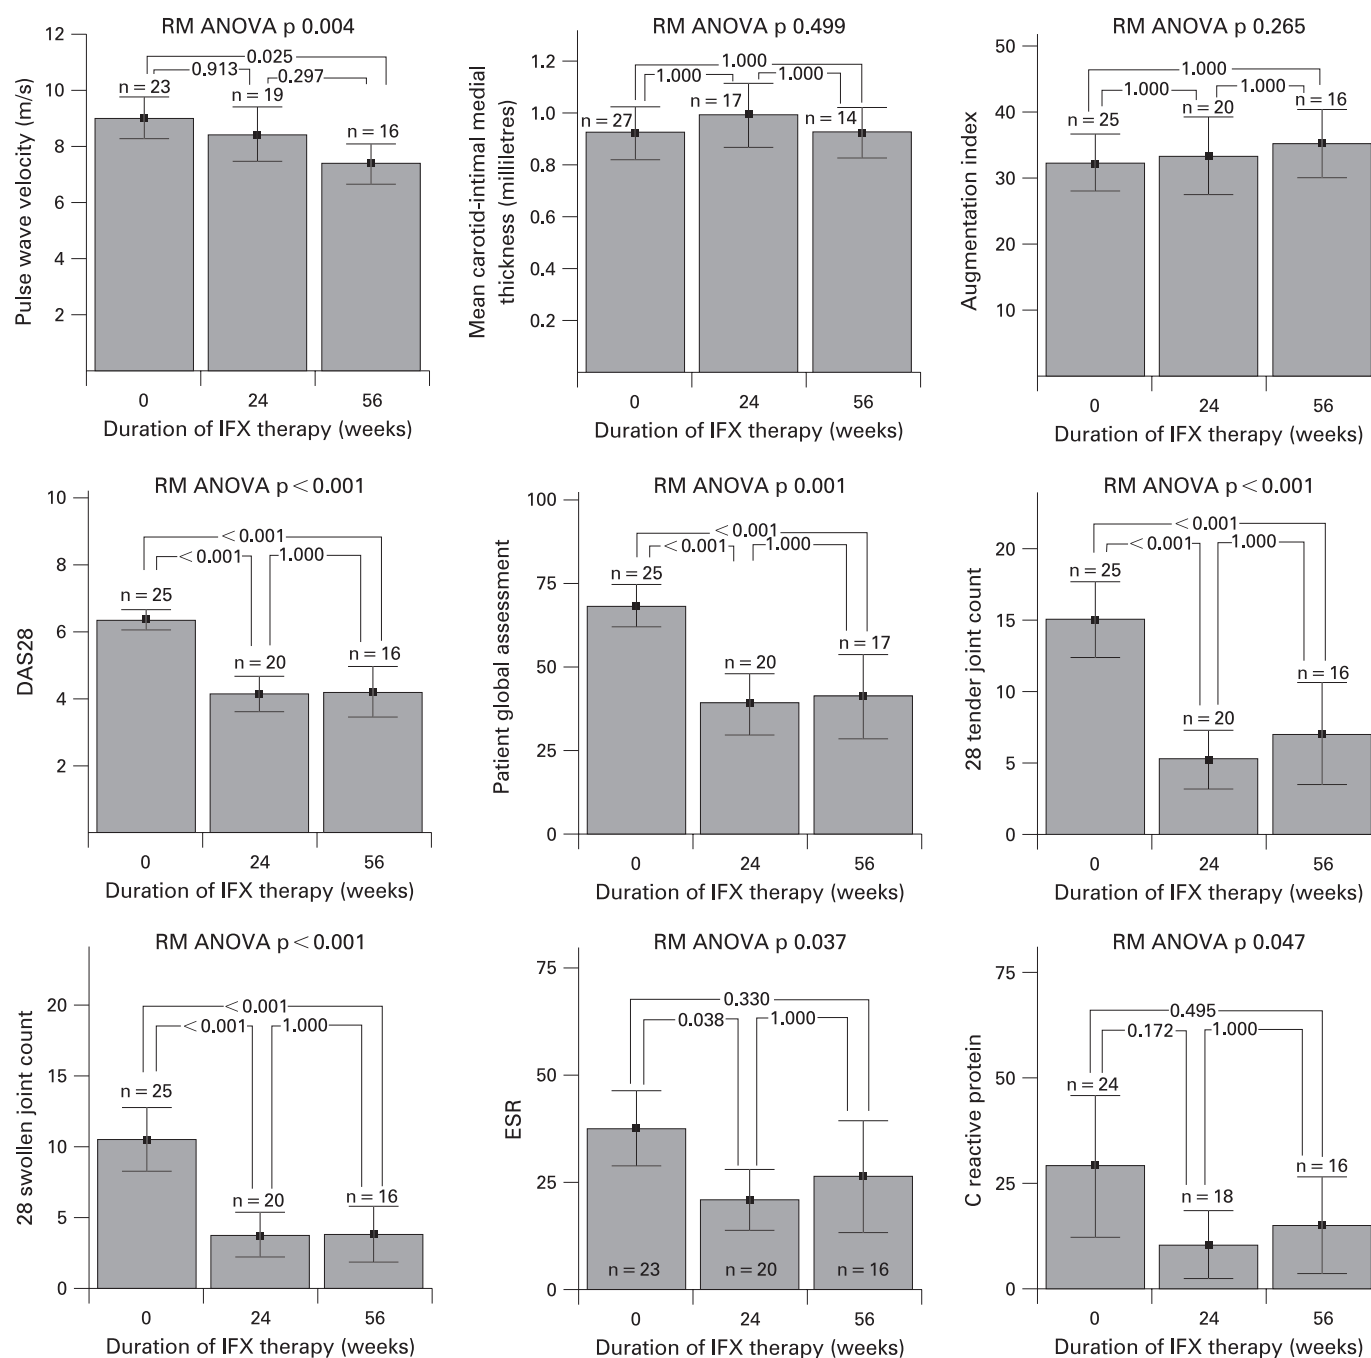 RM ANOVA p 0.004
12
10
8
6
4
2
Pulse wave velocity (m/s)
0.025
0.913
0.297
n = 23
n = 19
n = 16
0
24
56
Duration of IFX therapy (weeks)
RM ANOVA p 0.499
1.2
1.0
0.8
0.6
0.4
0.2
Mean carotid-intimal medial
thickness (milliletres)
1.000
1.000
1.000
n = 27
n = 17
n = 14
0
24
56
Duration of IFX therapy (weeks)
RM ANOVA p 0.265
50
40
30
20
10
Augmentation index
1.000
1.000
1.000
n = 25
n = 20
n = 16
0
24
56
Duration of IFX therapy (weeks)
RM ANOVA p < 0.001
10
8
6
4
2
DAS28
< 0.001
< 0.001
1.000
n = 25
n = 20
n = 16
0
24
56
Duration of IFX therapy (weeks)
RM ANOVA p 0.001
100
75
50
25
0
Patient global assessment
< 0.001
< 0.001
1.000
n = 25
n = 20
n = 17
0
24
56
Duration of IFX therapy (weeks)
RM ANOVA p < 0.001
20
15
10
5
0
28 tender joint count
< 0.001
< 0.001
1.000
n = 25
n = 20
n = 16
0
24
56
Duration of IFX therapy (weeks)
RM ANOVA p < 0.001
20
15
10
5
0
28 swollen joint count
< 0.001
< 0.001
1.000
n = 25
n = 20
n = 16
0
24
56
Duration of IFX therapy (weeks)
RM ANOVA p 0.037
75
50
25
0
ESR
0.330
0.038
1.000
n = 23
n = 20
n = 16
0
24
56
Duration of IFX therapy (weeks)
RM ANOVA p 0.047
75
50
25
0
C reactive protein
0.495
0.172
1.000
n = 24
n = 18
n = 16
0
24
56
Duration of IFX therapy (weeks)